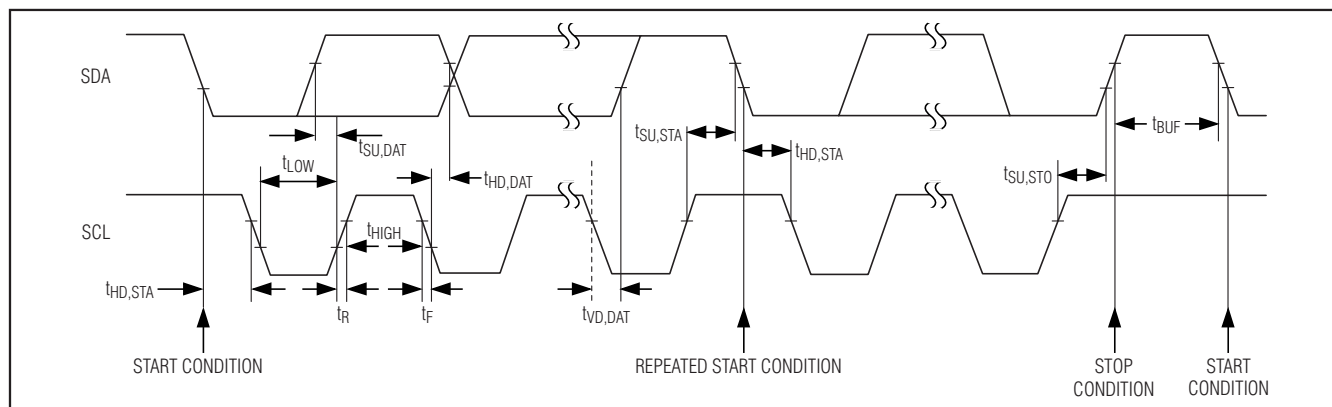 SDA
tSU,DAT
tLOW
tHD,DAT
tSU,STA
tHD,STA
tBUF
tSU,STO
SCL
tHIGH
tHD,STA
tR
tF
tVD,DAT
START CONDITION
REPEATED START CONDITION
STOP
CONDITION
START
CONDITION